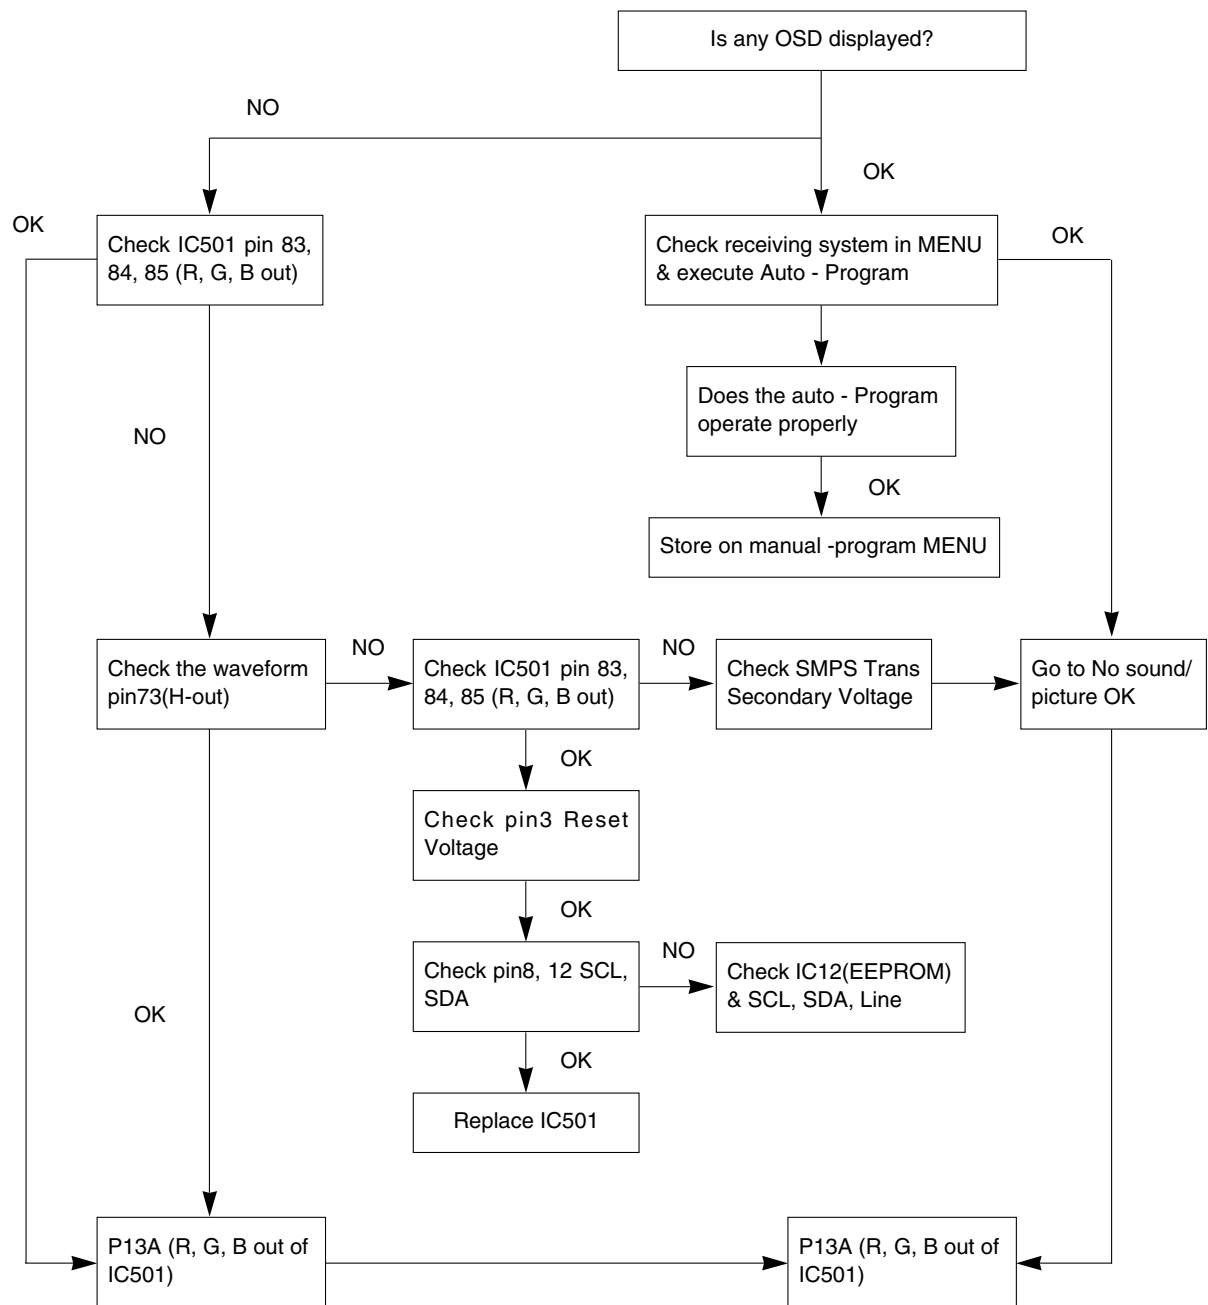 Is any OSD displayed?
NO
OK
OK
Check IC501 pin 83,
84, 85 (R, G, B out)
Check receiving system in MENU
& execute Auto - Program
OK
Does the auto - Program
operate properly
NO
OK
Store on manual -program MENU
Check the waveform
pin73(H-out)
NO
Check IC501 pin 83,
84, 85 (R, G, B out)
NO
Check SMPS Trans
Secondary Voltage
Go to No sound/
picture OK
OK
Check pin3 Reset
Voltage
OK
Check pin8, 12 SCL,
SDA
NO
Check IC12(EEPROM)
& SCL, SDA, Line
OK
OK
Replace IC501
P13A (R, G, B out of
IC501)
P13A (R, G, B out of
IC501)